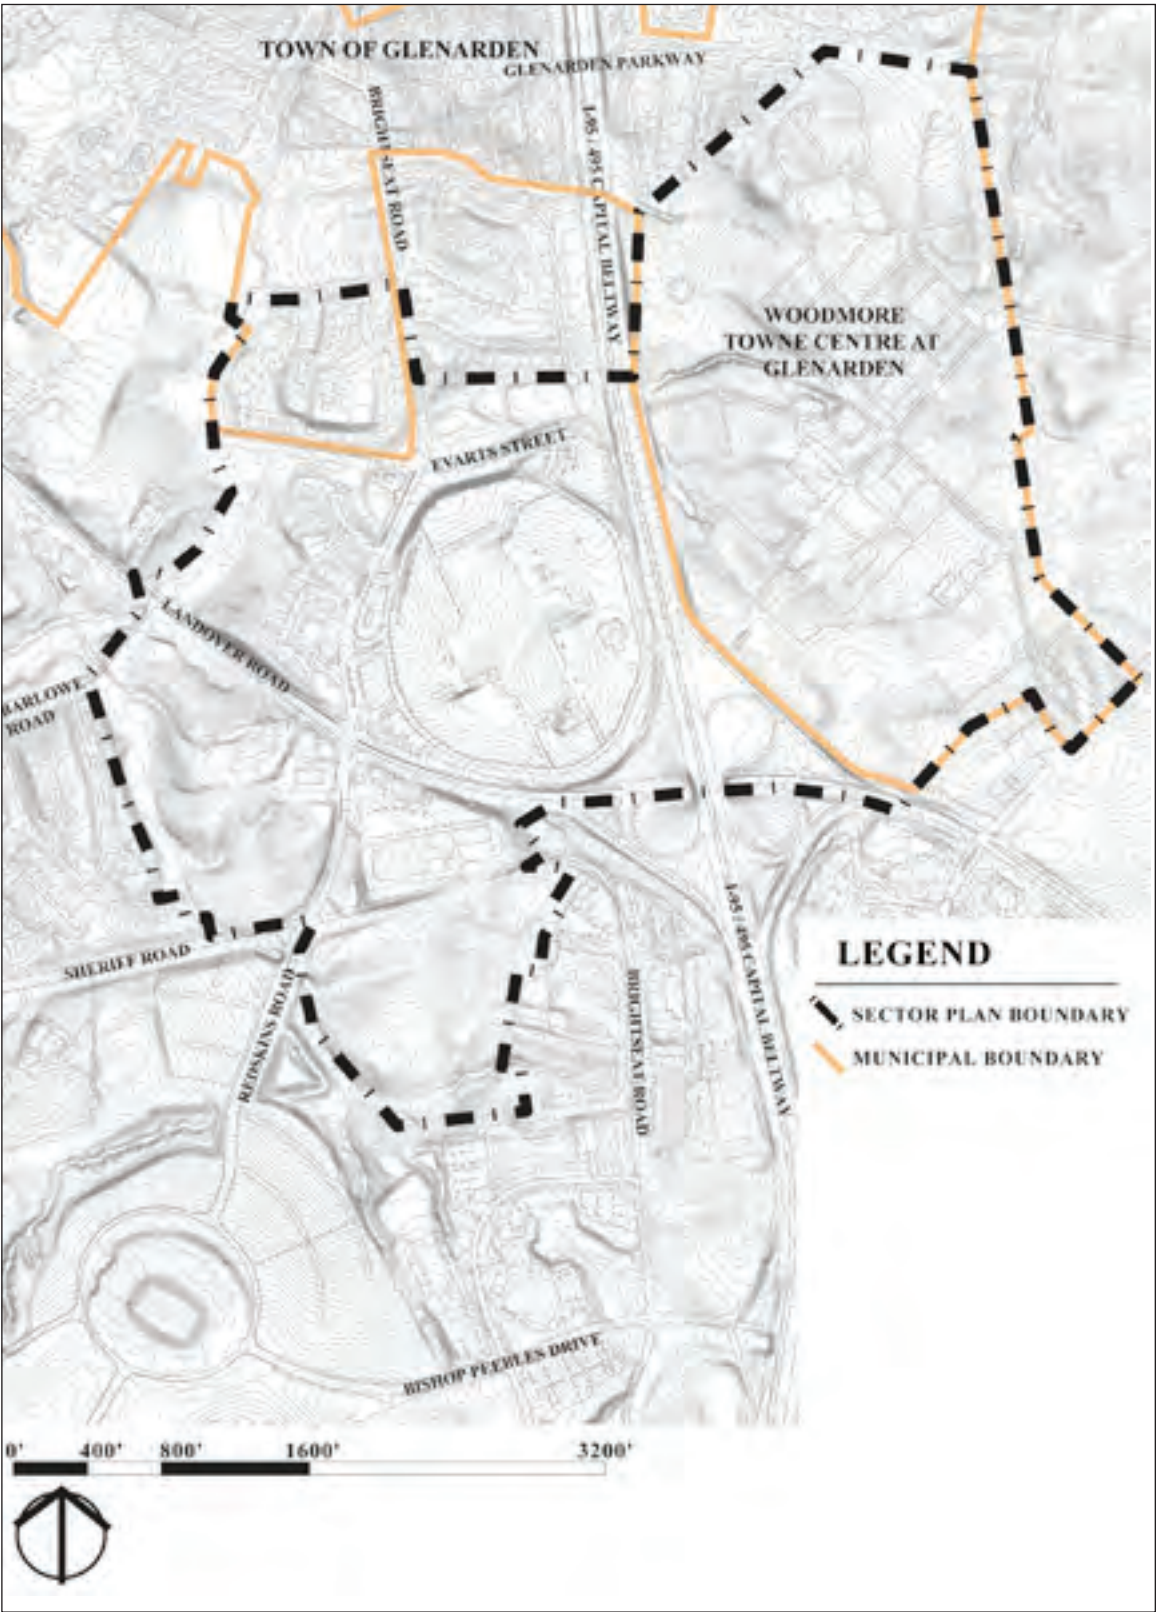 TOWN OF GLENARDEN
GLENARDEN PARKWAY
BRIGHTSEAT ROAD
I-95 / 495 CAPITAL BELTWAY
WOODMORE
TOWNE CENTRE AT
GLENARDEN
EVARTS STREET
LANDOVER ROAD
BARLOWE
ROAD
I-95 / 495 CAPITAL BELTWAY
LEGEND
SECTOR PLAN BOUNDARY
MUNICIPAL BOUNDARY
SHERIFF ROAD
REDSKINS ROAD
BRIGHTSEAT ROAD
BISHOP PEEBLES DRIVE
0' 400' 800' 1600' 3200'